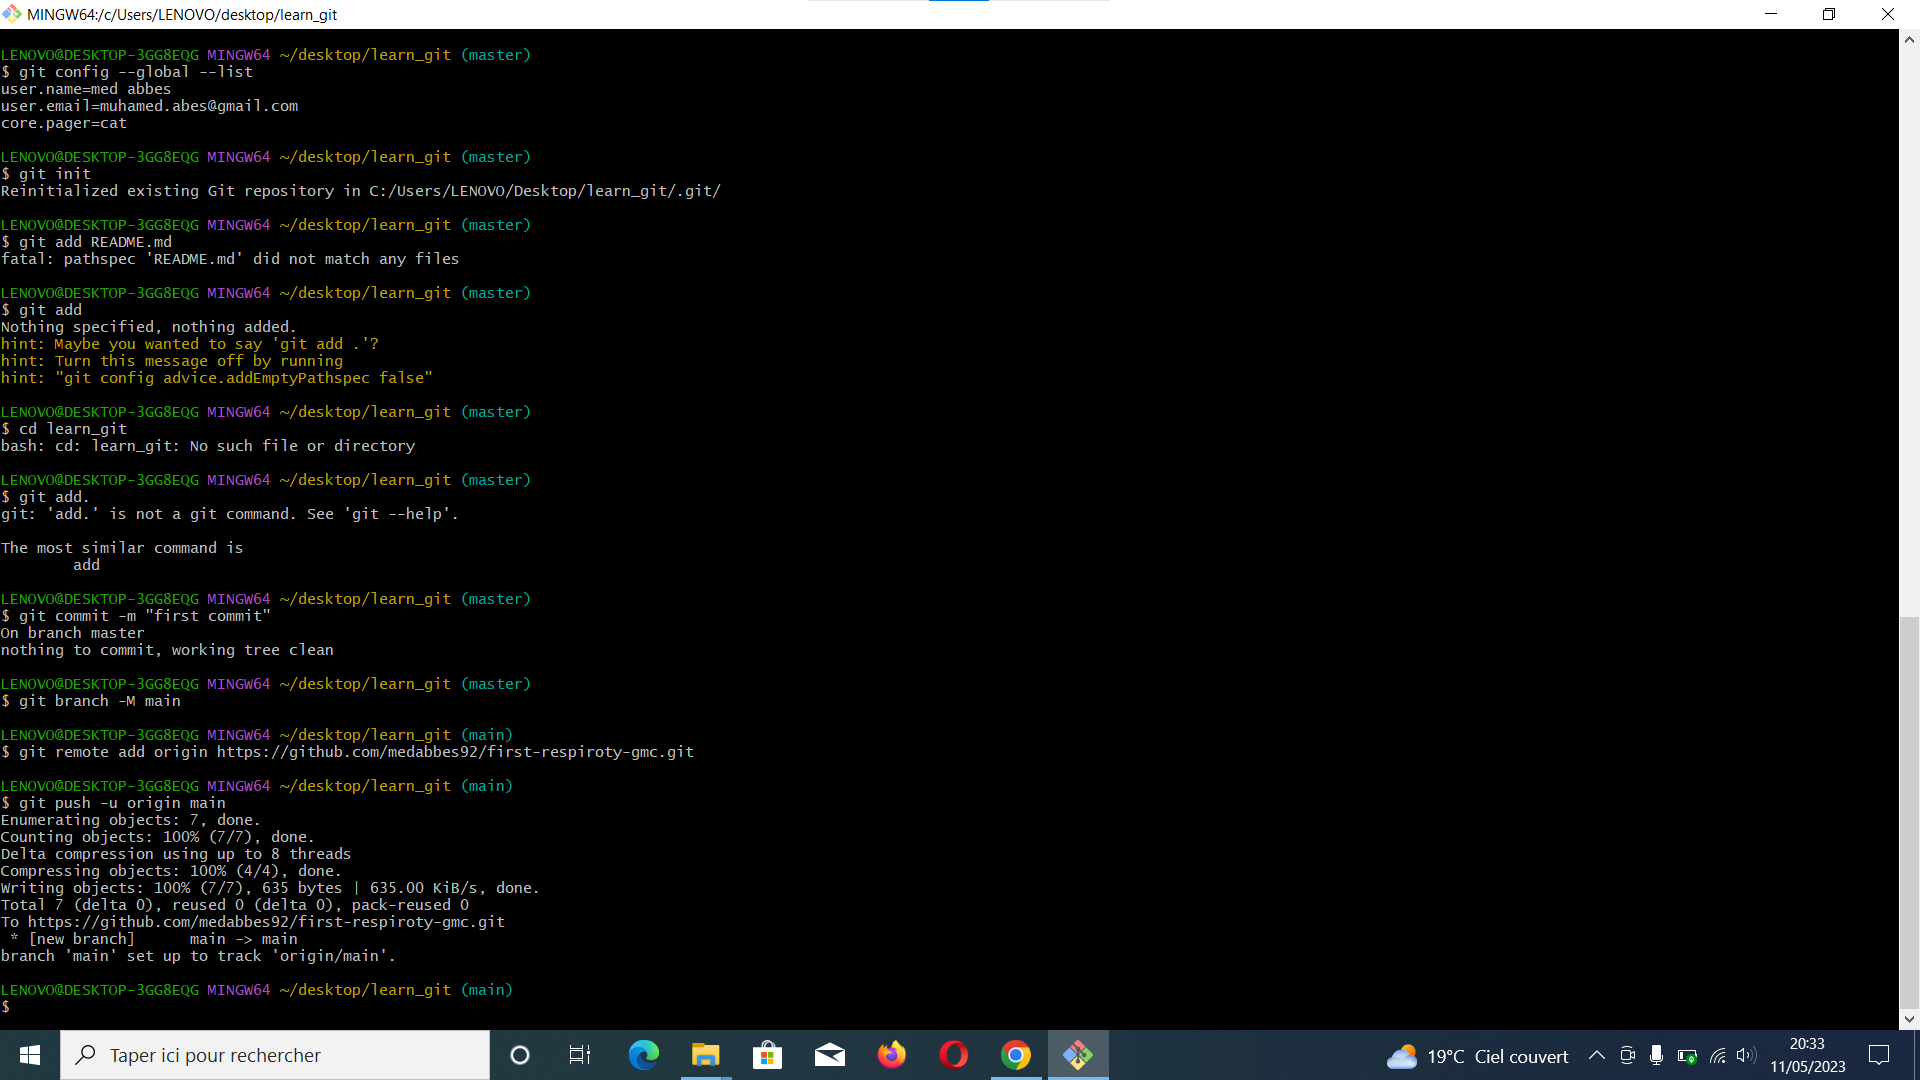 MINGW64:/c/Users/LENOVO/desktop/learn_git
LENOVO@DESKTOP-3GG8EQG MINGW64 ~/desktop/learn_git (master)
$ git config --global --list
user.name=med abbes
user.email=muhamed.abes@gmail.com
core.pager=cat
LENOVO@DESKTOP-3GG8EQG MINGW64 ~/desktop/learn_git (master)
$ git init
Reinitialized existing Git repository in C:/Users/LENOVO/Desktop/learn_git/.git/
LENOVO@DESKTOP-3GG8EQG MINGW64 ~/desktop/learn_git (master)
$ git add README.md
fatal: pathspec 'README.md' did not match any files
LENOVO@DESKTOP-3GG8EQG MINGW64 ~/desktop/learn_git (master)
$ git add
Nothing specified, nothing added.
hint: Maybe you wanted to say 'git add .'?
hint: Turn this message off by running
hint: "git config advice.addEmptyPathspec false"
LENOVO@DESKTOP-3GG8EQG MINGW64 ~/desktop/learn_git (master)
$ cd learn_git
bash: cd: learn_git: No such file or directory
LENOVO@DESKTOP-3GG8EQG MINGW64 ~/desktop/learn_git (master)
$ git add.
git: 'add.' is not a git command. See 'git --help'.
The most similar command is
add
LENOVO@DESKTOP-3GG8EQG MINGW64 ~/desktop/learn_git (master)
$ git commit -m "first commit"
On branch master
nothing to commit, working tree clean
LENOVO@DESKTOP-3GG8EQG MINGW64 ~/desktop/learn_git (master)
$ git branch -M main
LENOVO@DESKTOP-3GG8EQG MINGW64 ~/desktop/learn_git (main)
$ git remote add origin https://github.com/medabbes92/first-respiroty-gmc.git
LENOVO@DESKTOP-3GG8EQG MINGW64 ~/desktop/learn_git (main)
$ git push -u origin main
Enumerating objects: 7, done.
Counting objects: 100% (7/7), done.
Delta compression using up to 8 threads
Compressing objects: 100% (4/4), done.
Writing objects: 100% (7/7), 635 bytes | 635.00 KiB/s, done.
Total 7 (delta 0), reused 0 (delta 0), pack-reused 0
To https://github.com/medabbes92/first-respiroty-gmc.git
* [new branch]      main -> main
branch 'main' set up to track 'origin/main'.
LENOVO@DESKTOP-3GG8EQG MINGW64 ~/desktop/learn_git (main)
$
Taper ici pour rechercher
19°C Ciel couvert
20:33
11/05/2023